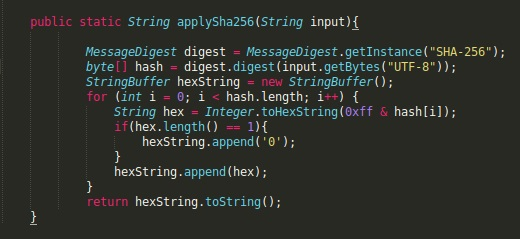 public static String applySha256(String input){
MessageDigest digest = MessageDigest.getInstance("SHA-256");
byte[] hash = digest.digest(input.getBytes("UTF-8"));
StringBuffer hexString = new StringBuffer();
for (int i = 0; i < hash.length; i++) {
String hex = Integer.toHexString(0xff & hash[i]);
if(hex.length() == 1){
hexString.append('0');
}
hexString.append(hex);
}
return hexString.toString();
}